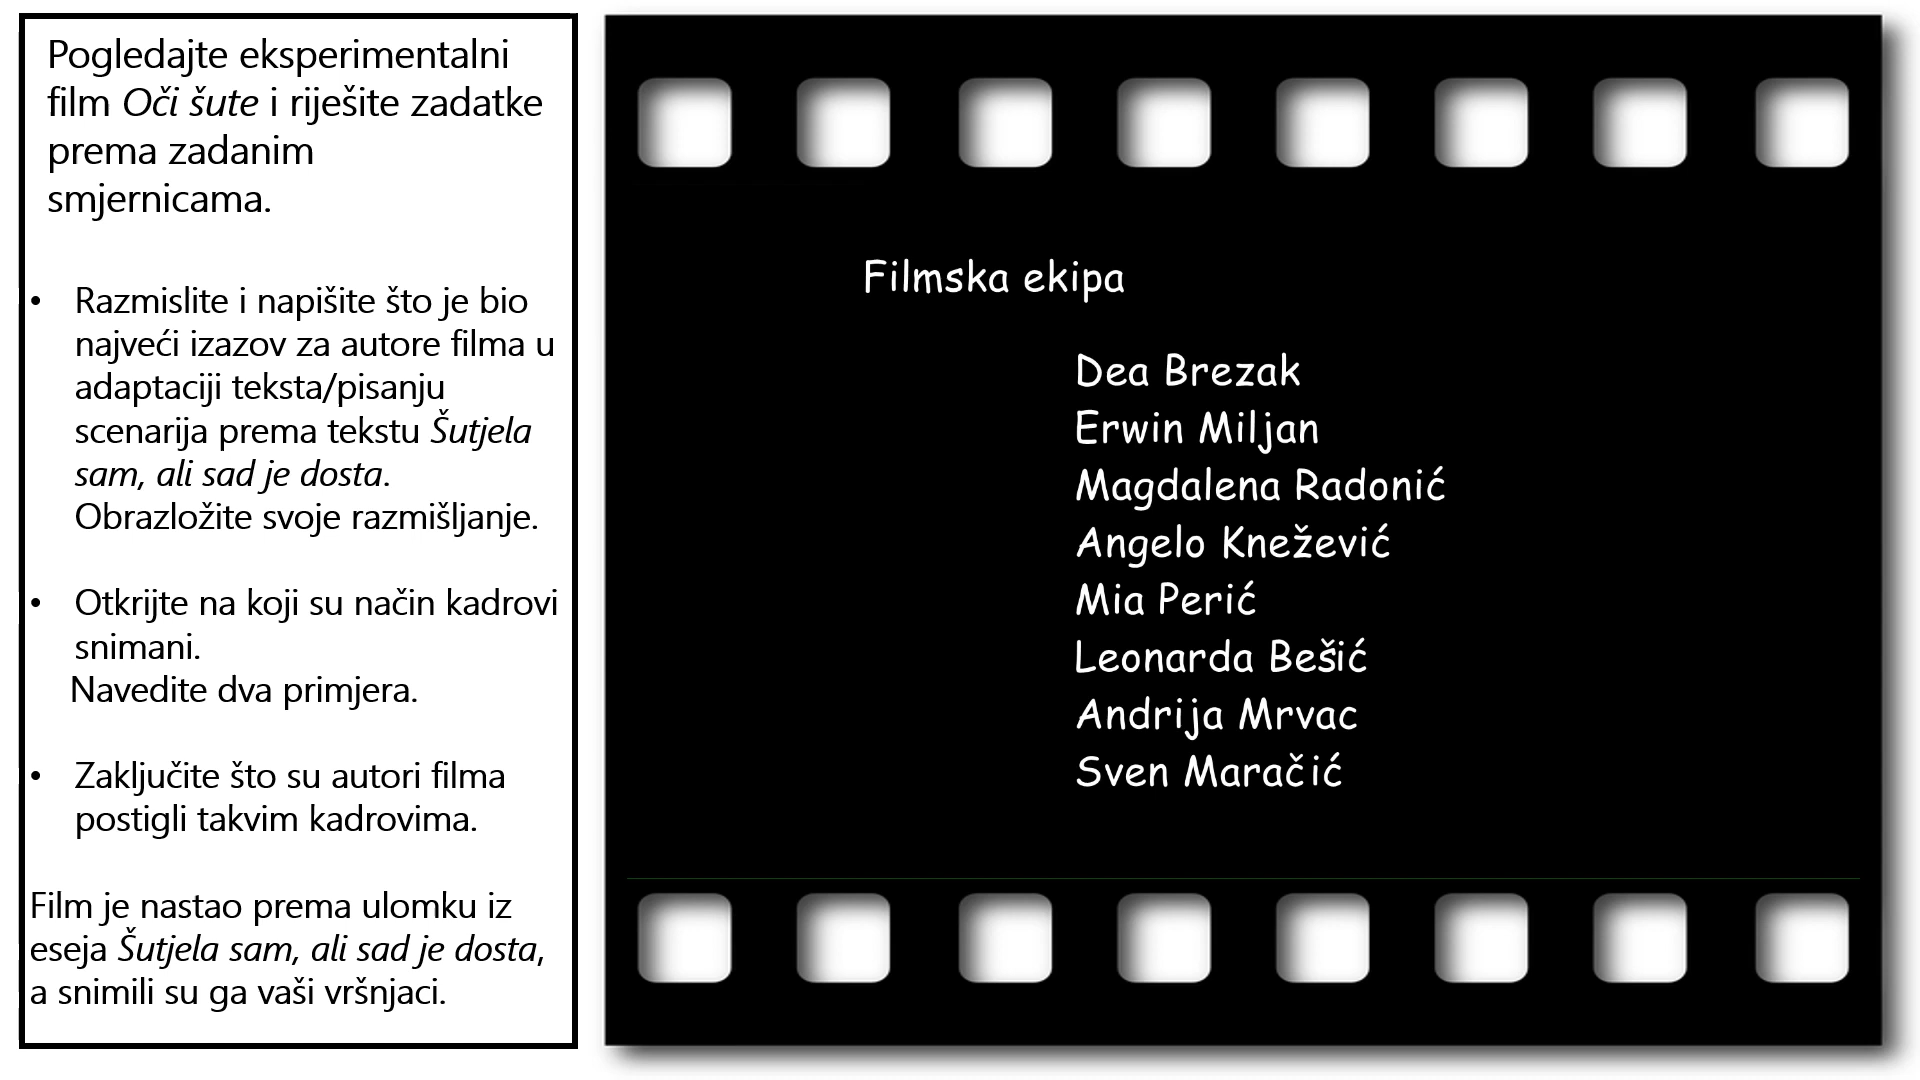 Pogledajte eksperimentalni
film Oči šute i riješite zadatke
prema zadanim
smjernicama.
• Razmislite i napišite što je bio
najveći izazov za autore filma u
adaptaciji teksta/pisanju
scenarija prema tekstu Šutjela
sam, ali sad je dosta.
Obrazložite svoje razmišljanje.
• Otkrijte na koji su način kadrovi
snimani.
Navedite dva primjera.
• Zaključite što su autori filma
postigli takvim kadrovima.
Film je nastao prema ulomku iz
eseja Šutjela sam, ali sad je dosta,
a snimili su ga vaši vršnjaci.
Filmska ekipa
Dea Brezak
Erwin Miljan
Magdalena Radonić
Angelo Knežević
Mia Perić
Leonarda Bešić
Andrija Mrvac
Sven Maračić